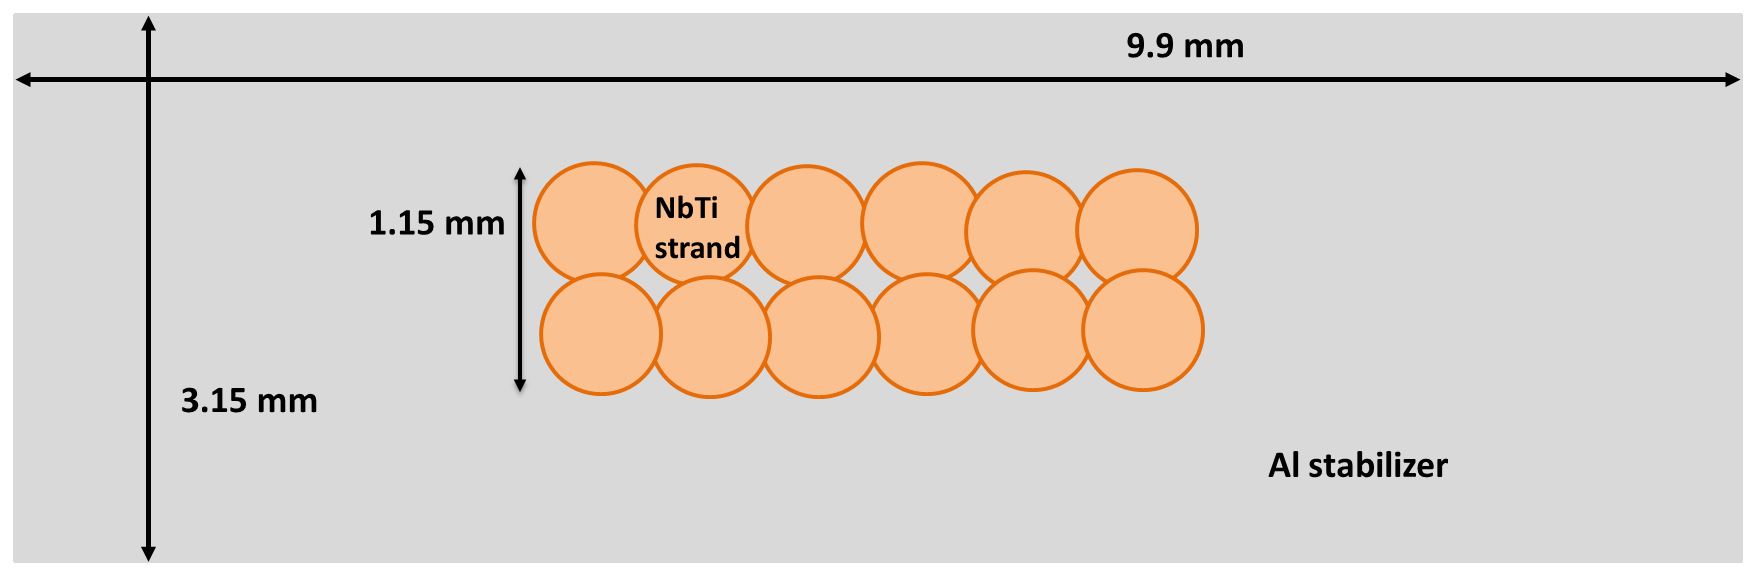 9.9 mm
NbTi
strand
1.15 mm
3.15 mm
Al stabilizer